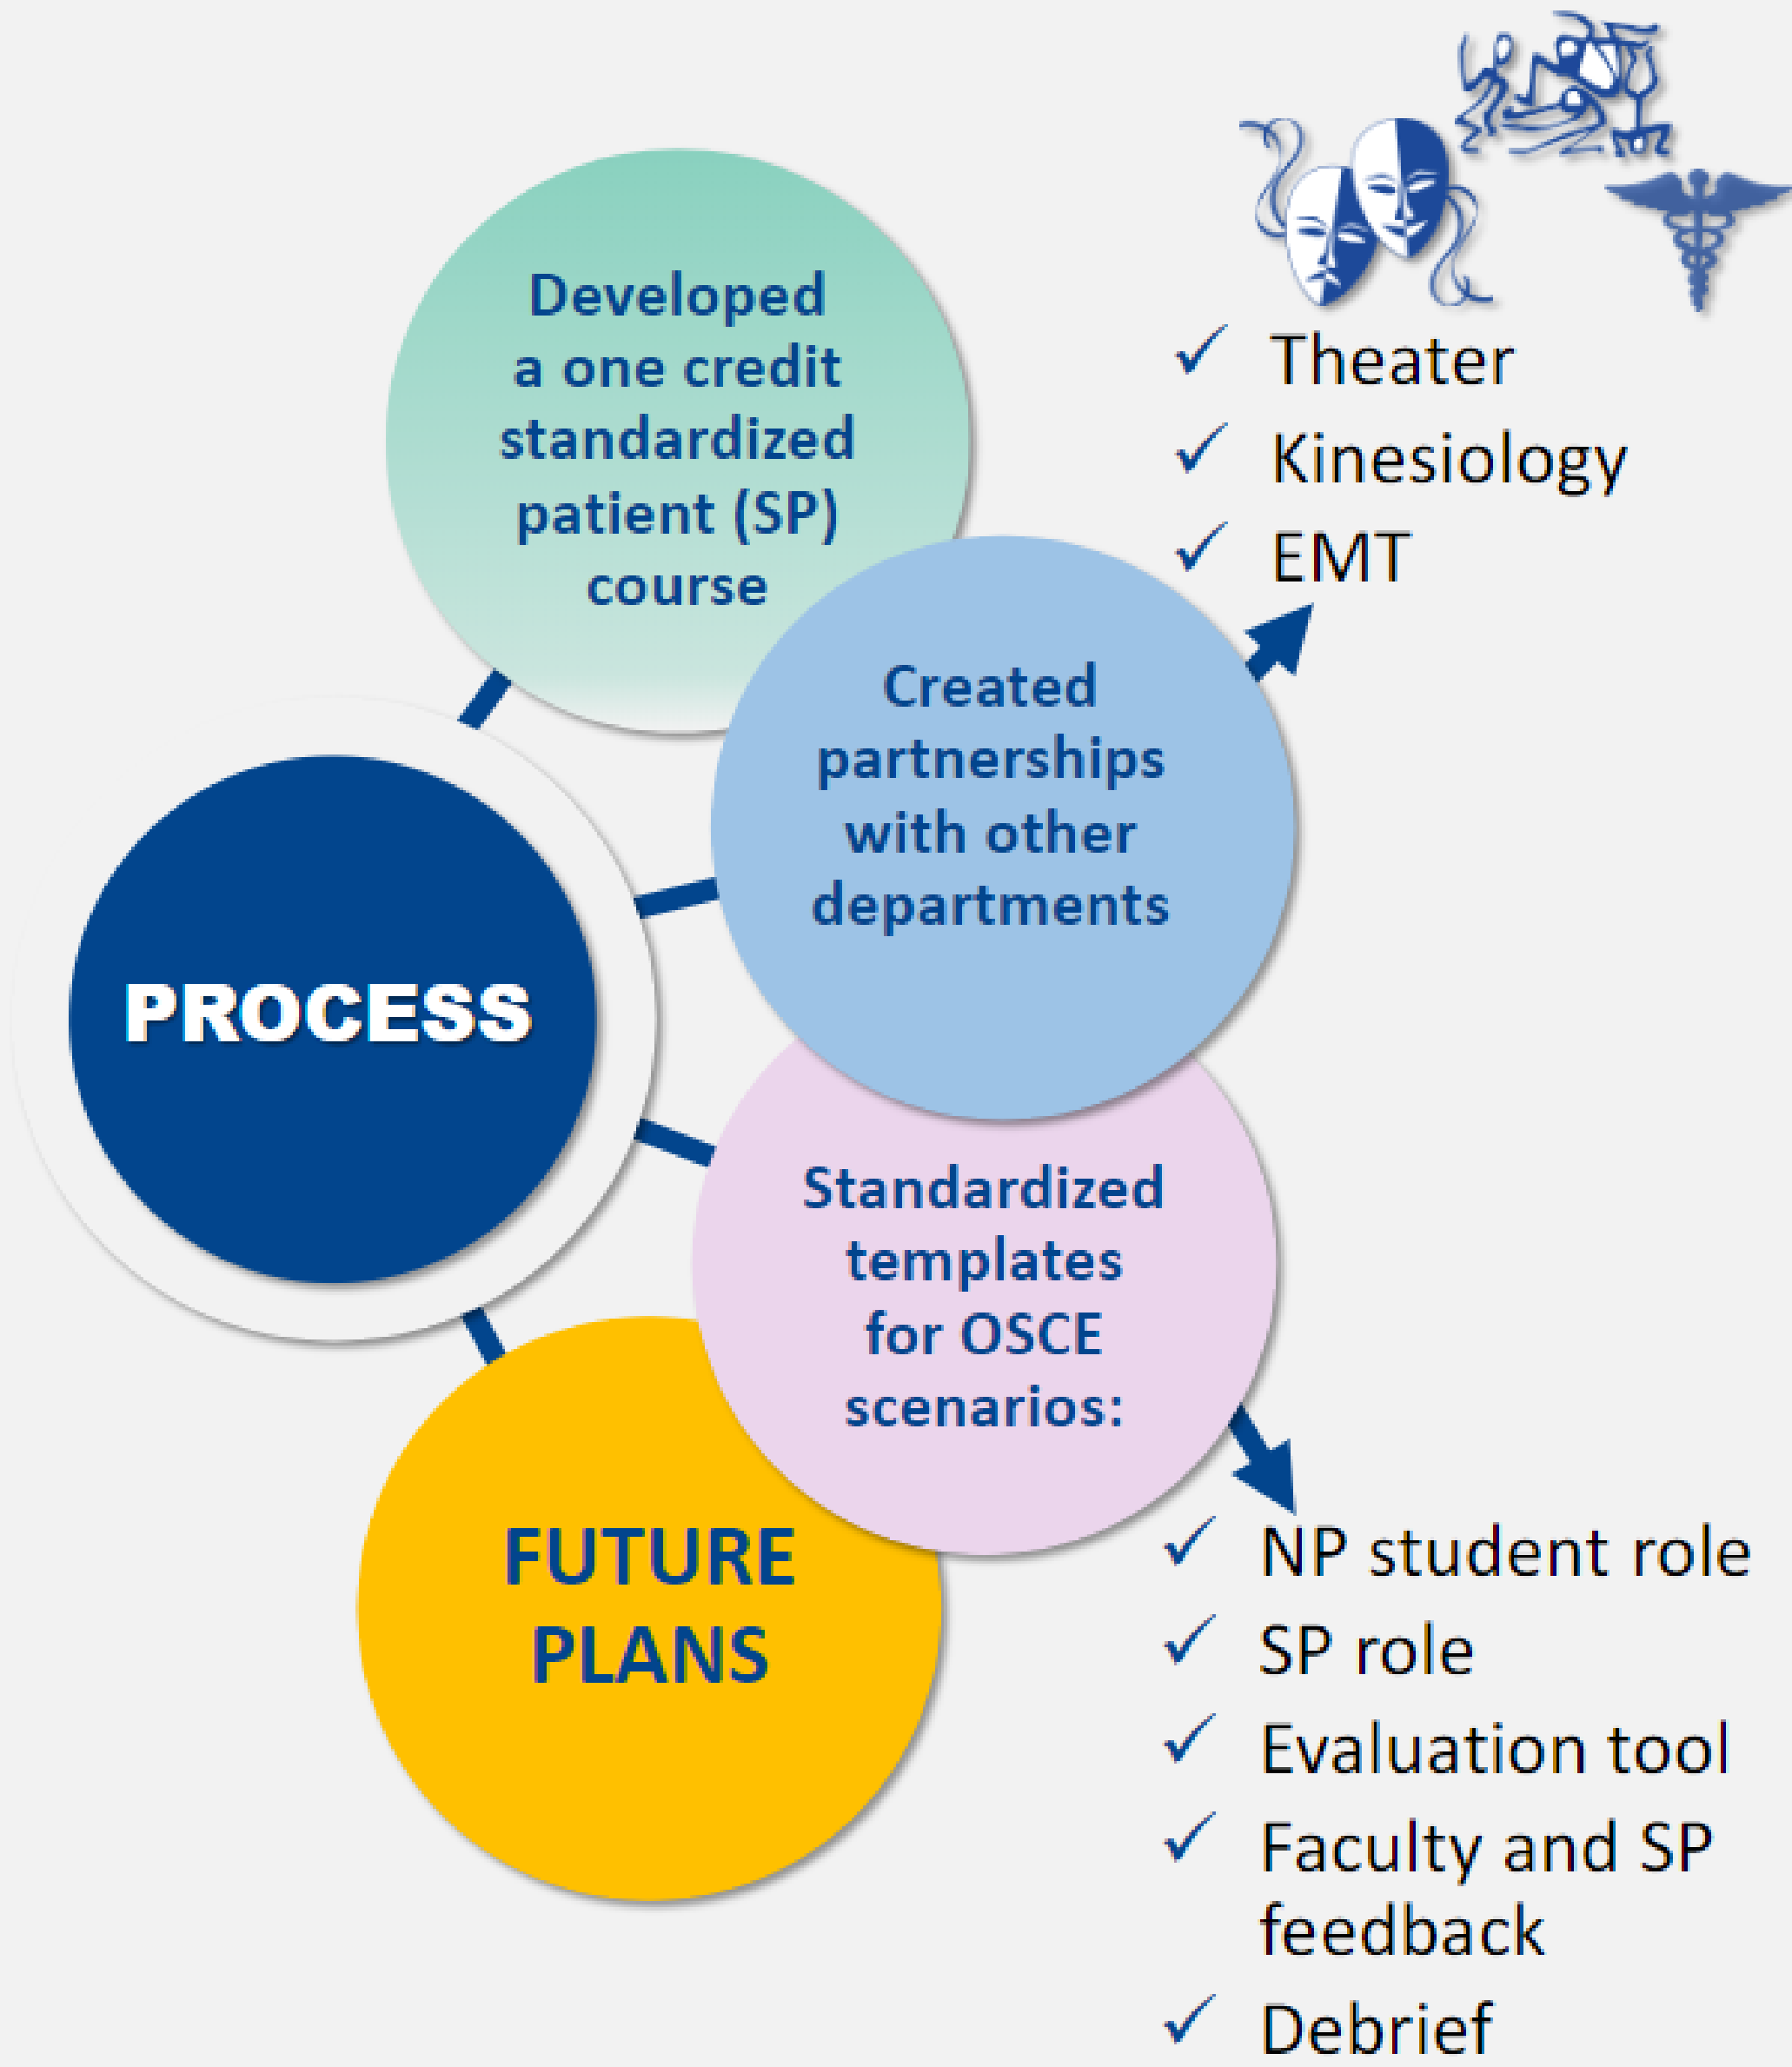 Developed
a one credit
standardized
patient (SP)
course
Theater
Kinesiology
EMT
Created
partnerships
with other
departments
PROCESS
Standardized
templates
for OSCE
scenarios:
FUTURE
PLANS
NP student role
SP role
Evaluation tool
Faculty and SP
feedback
Debrief